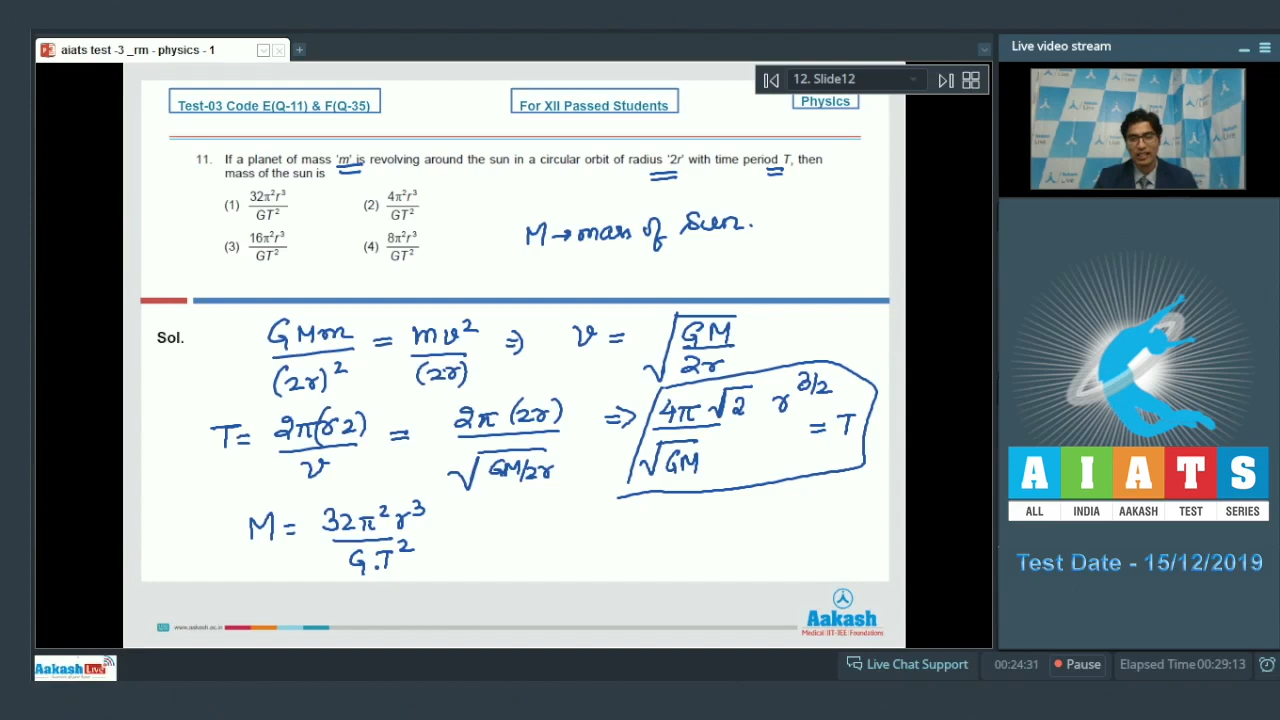 aiats test -3 _rm - physics - 1
Live video stream
12. Slide12
Test-03 Code E(Q-11) & F(Q-35)
For XII Passed Students
Physics
11. If a planet of mass 'm' is revolving around the sun in a circular orbit of radius '2r' with time period T, then
mass of the sun is
(1) 32π²r³/GT² (2) 4π²r³/GT²
(3) 16π²r³/GT² (4) 8π²r³/GT²
M → mass of Sun.
Sol.
GMm/(2r)² = mv²/(2r) ⇒ v = √(GM/2r)
T = 2π(r2)/v = 2π(2r)/√(GM/2r) ⇒ 4π√2 r^3/2/√GM = T
M = 32π²r³/G.T²
www.aakash.ac.in
Aakash
Medical | IIT-JEE | Foundations
A I A T S
ALL INDIA AAKASH TEST SERIES
Test Date - 15/12/2019
Aakash Live
Live Chat Support
00:24:31
Pause
Elapsed Time 00:29:13